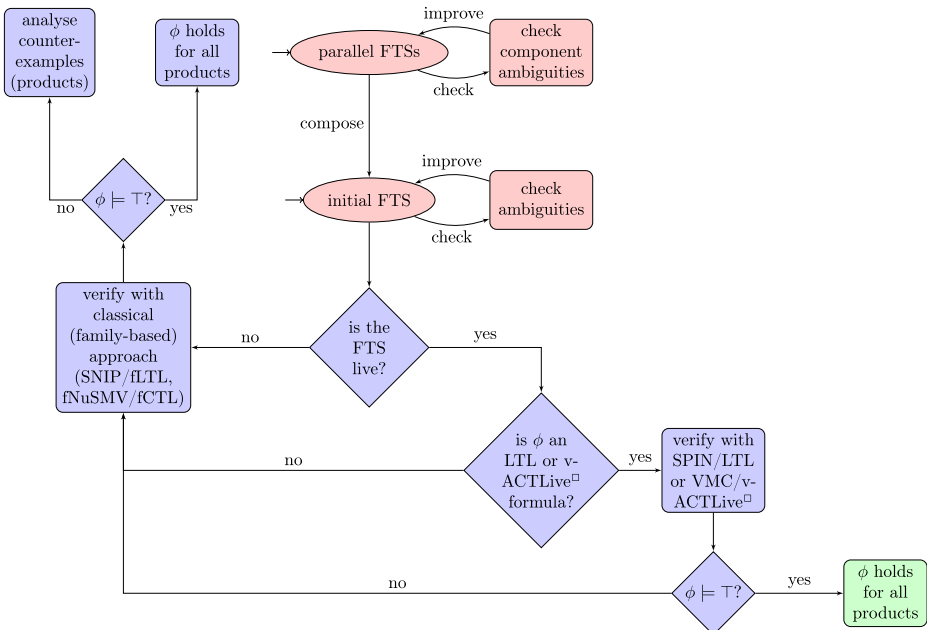 analyse
counter-
examples
(products)
ϕ holds
for all
products
parallel FTSs
improve
check
component
ambiguities
check
compose
initial FTS
improve
check
ambiguities
check
ϕ ⊨ ⊤?
no
yes
verify with
classical
(family-based)
approach
(SNIP/fLTL,
fNuSMV/fCTL)
no
is the
FTS
live?
yes
no
is ϕ an
LTL or v-
ACTLive□
formula?
yes
verify with
SPIN/LTL
or VMC/v-
ACTLive□
no
ϕ ⊨ ⊤?
yes
ϕ holds
for all
products